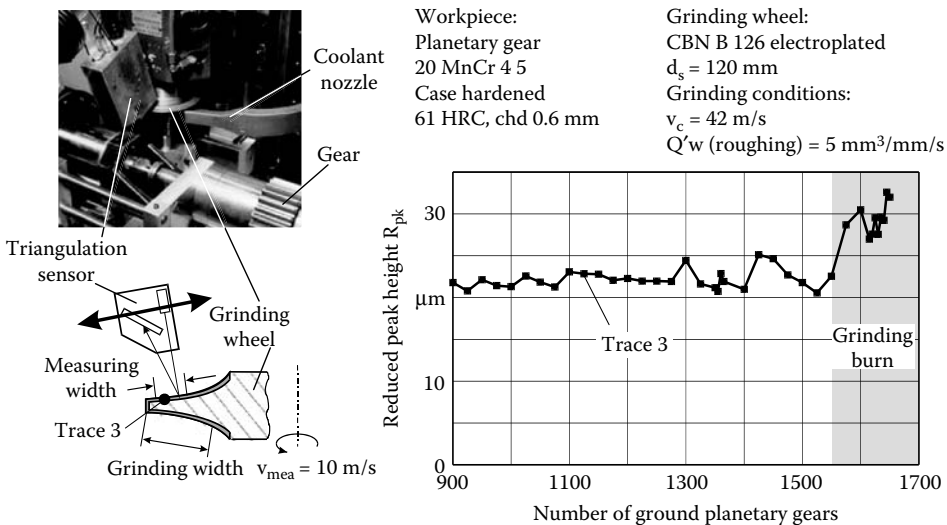 Coolant
nozzle
Gear
Triangulation
sensor
Grinding
wheel
Measuring
width
Trace 3
Grinding width
v_mea = 10 m/s
Workpiece:
Planetary gear
20 MnCr 4 5
Case hardened
61 HRC, chd 0.6 mm
Grinding wheel:
CBN B 126 electroplated
d_s = 120 mm
Grinding conditions:
v_c = 42 m/s
Q′w (roughing) = 5 mm³/mm/s
Reduced peak height R_pk
30
μm
10
0
Trace 3
Grinding
burn
900 1100 1300 1500 1700
Number of ground planetary gears